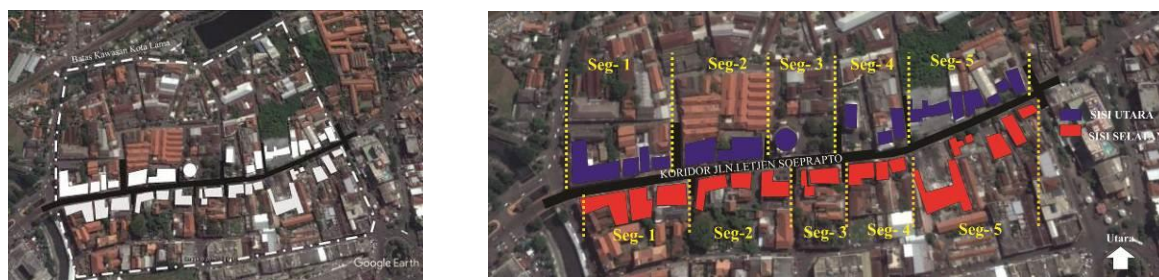 Batas Kawasan Kota Lama
Google Earth
Seg- 1
Seg-2
Seg- 3
Seg- 4
Seg- 5
SISI UTARA
SISI SELATAN
KORIDOR JLN.LETJEN SOEPRAPTO
Seg- 1
Seg-2
Seg- 3
Seg- 4
Seg -5
Utara